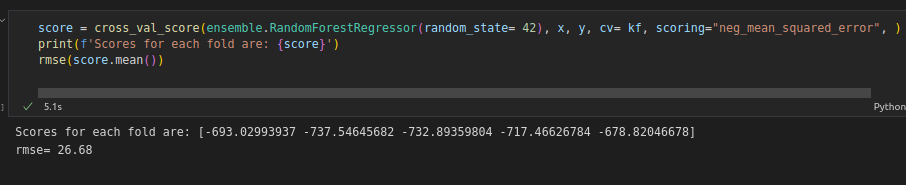 score = cross_val_score(ensemble.RandomForestRegressor(random_state= 42), x, y, cv= kf, scoring="neg_mean_squared_error", )
print(f'Scores for each fold are: {score}')
rmse(score.mean())
]
✓ 5.1s
Python
Scores for each fold are: [-693.02993937 -737.54645682 -732.89359804 -717.46626784 -678.82046678]
rmse= 26.68